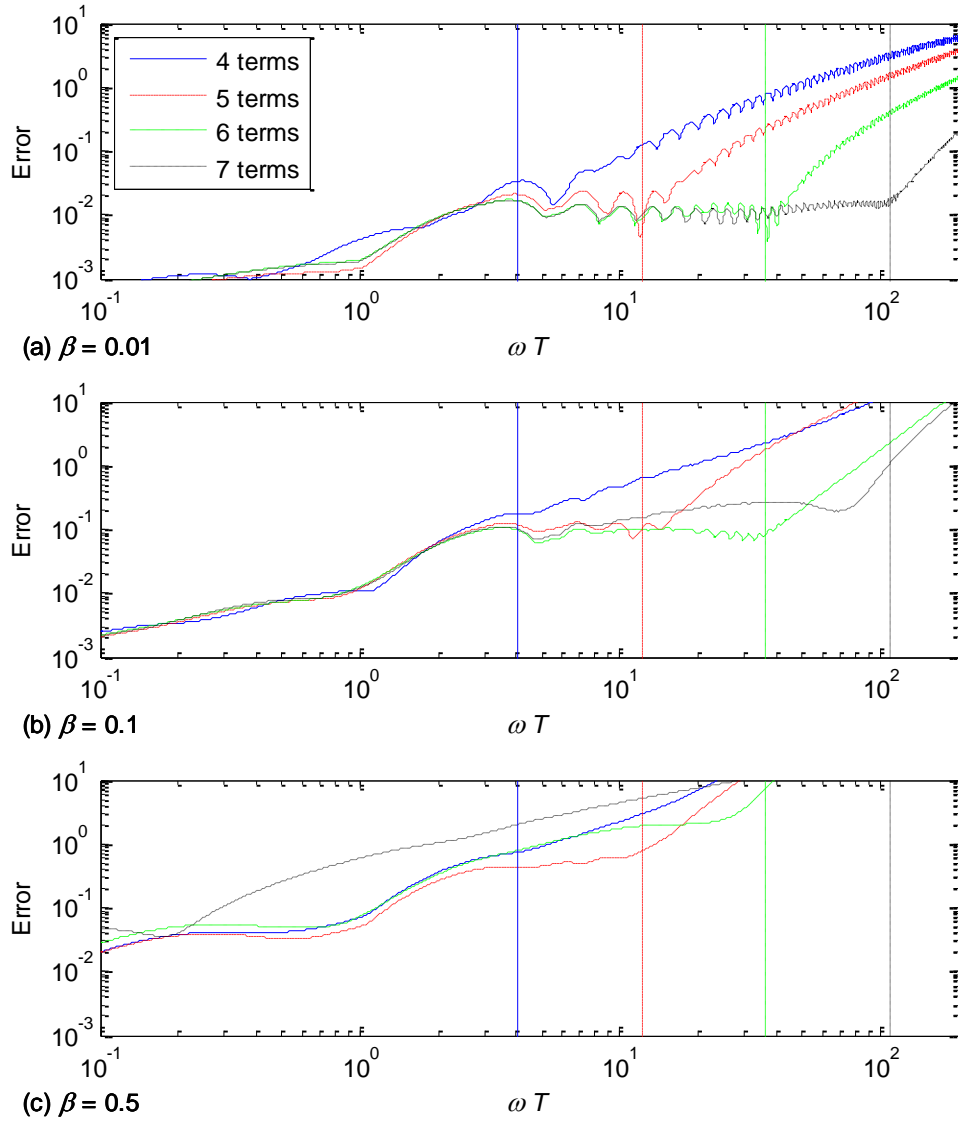 10^1
10^0
10^-1
10^-2
10^-3
Error
4 terms
5 terms
6 terms
7 terms
10^-1 10^0 10^1 10^2
(a) β = 0.01 ω T
10^1
10^0
10^-1
10^-2
10^-3
Error
10^-1 10^0 10^1 10^2
(b) β = 0.1 ω T
10^1
10^0
10^-1
10^-2
10^-3
Error
10^-1 10^0 10^1 10^2
(c) β = 0.5 ω T